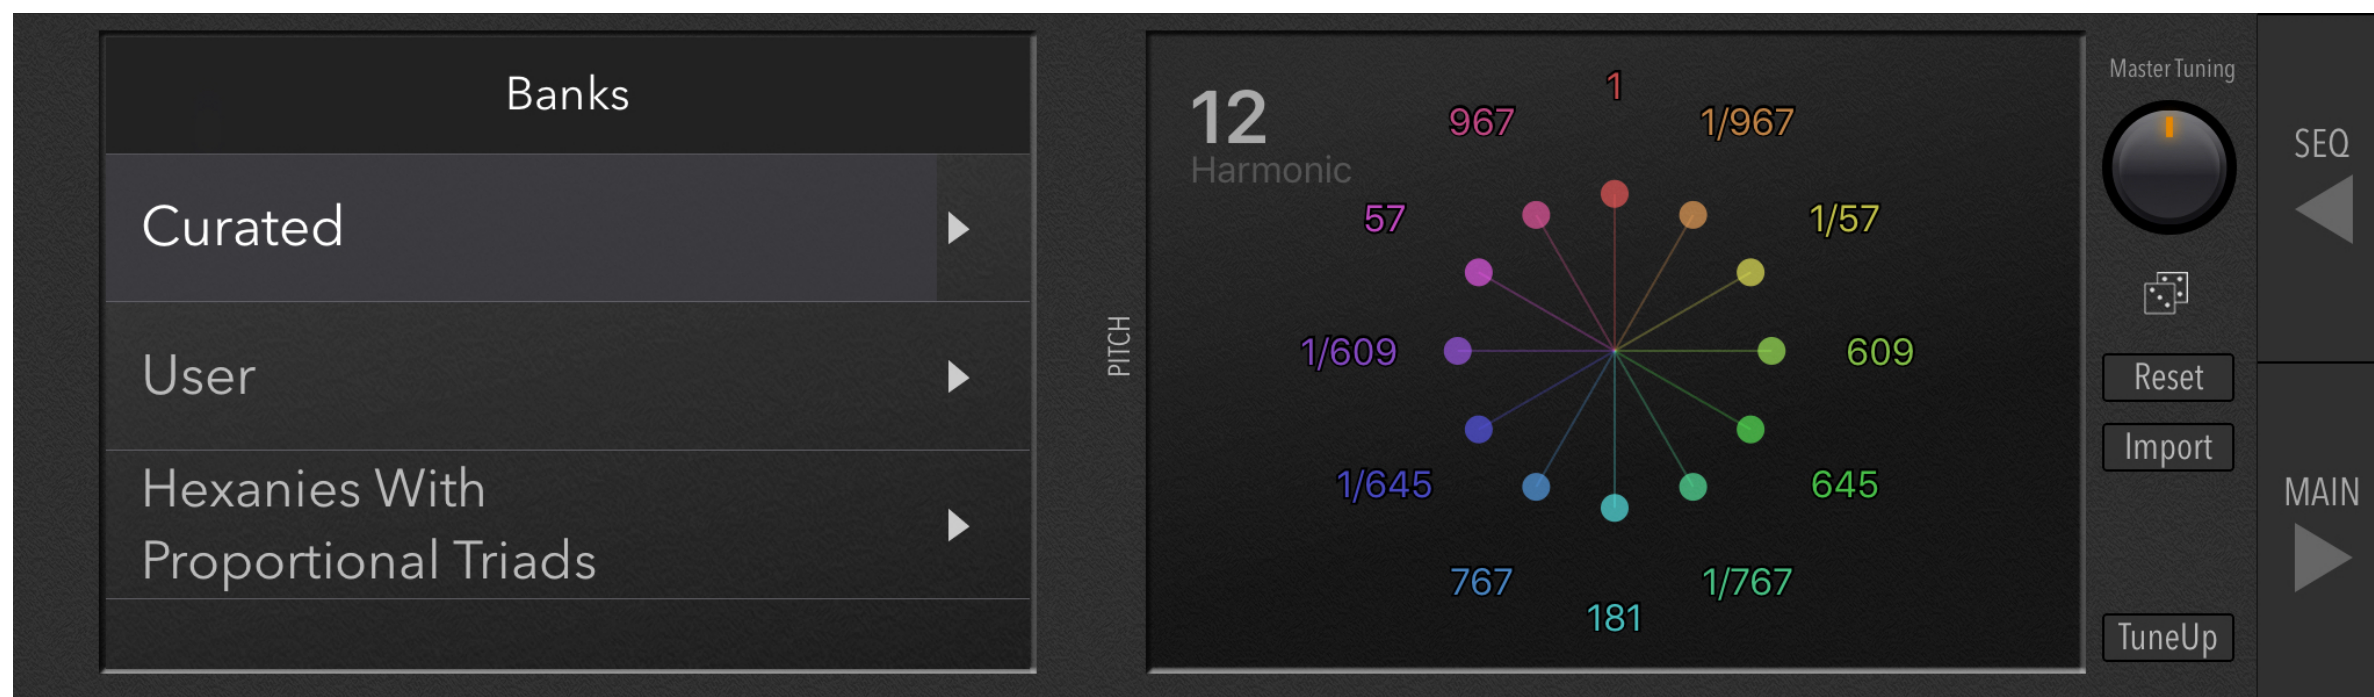 Banks
Curated
User
Hexanies With
Proportional Triads
PITCH
12
Harmonic
1
1/967
1/57
609
645
1/767
181
767
1/645
1/609
57
967
Master Tuning
Reset
Import
TuneUp
SEQ
MAIN